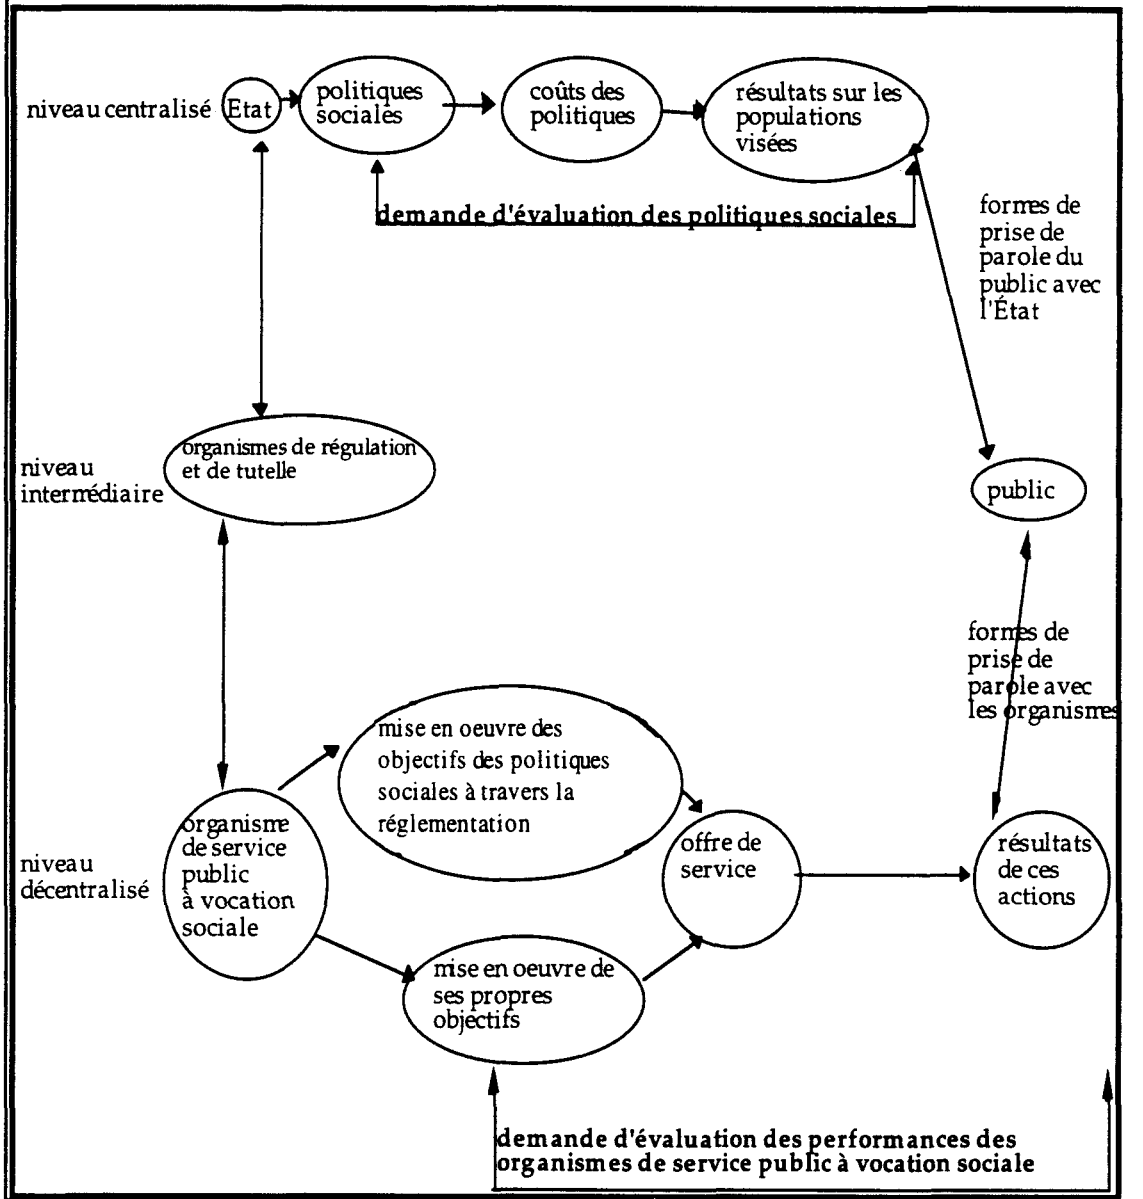 niveau centralisé
Etat
politiques
sociales
coûts des
politiques
résultats sur les
populations
visées
demande d'évaluation des politiques sociales
formes de
prise de
parole du
public avec
l'État
niveau
intermédiaire
organismes de régulation
et de tutelle
public
formes de
prise de
parole avec
les organismes
niveau
décentralisé
organisme
de service
public
à vocation
sociale
mise en oeuvre des
objectifs des politiques
sociales à travers la
réglementation
mise en oeuvre de
ses propres
objectifs
offre de
service
résultats
de ces
actions
demande d'évaluation des performances des
organismes de service public à vocation sociale